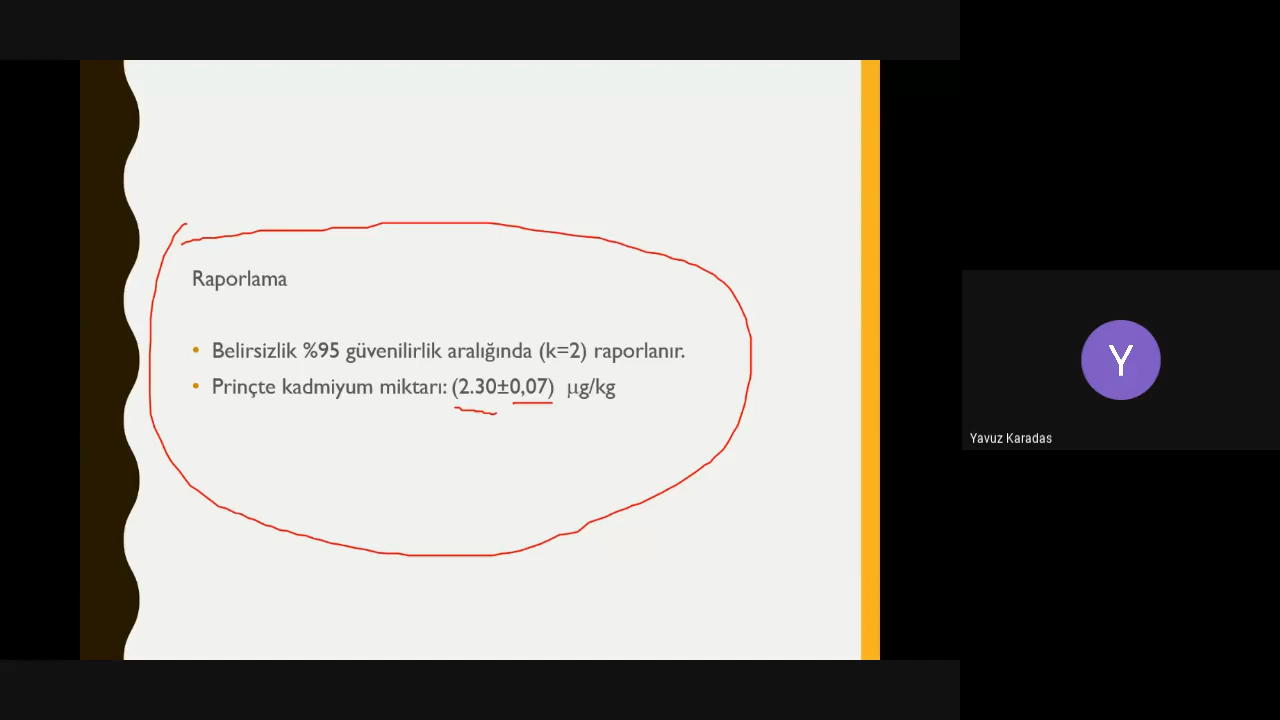 Raporlama
• Belirsizlik %95 güvenilirlik aralığında (k=2) raporlanır.
• Prinçte kadmiyum miktarı: (2.30±0,07) µg/kg
Y
Yavuz Karadas